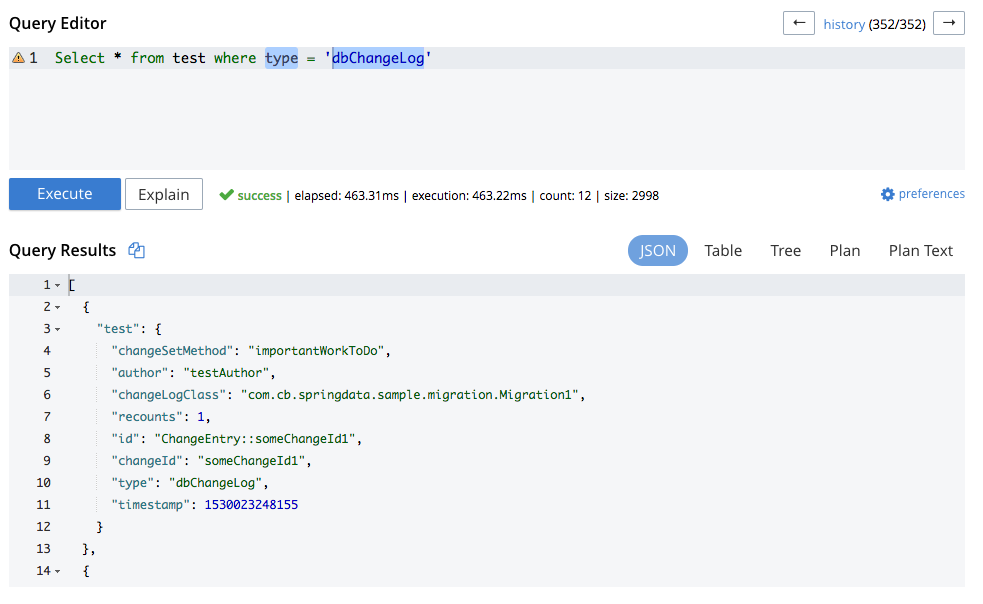 Query Editor
← history (352/352) →
1 Select * from test where type = 'dbChangeLog'
Execute Explain success | elapsed: 463.31ms | execution: 463.22ms | count: 12 | size: 2998 preferences
Query Results JSON Table Tree Plan Plan Text
1 [
2 {
3 "test": {
4 "changeSetMethod": "importantWorkToDo",
5 "author": "testAuthor",
6 "changeLogClass": "com.cb.springdata.sample.migration.Migration1",
7 "recounts": 1,
8 "id": "ChangeEntry::someChangeId1",
9 "changeId": "someChangeId1",
10 "type": "dbChangeLog",
11 "timestamp": 1530023248155
12 }
13 },
14 {